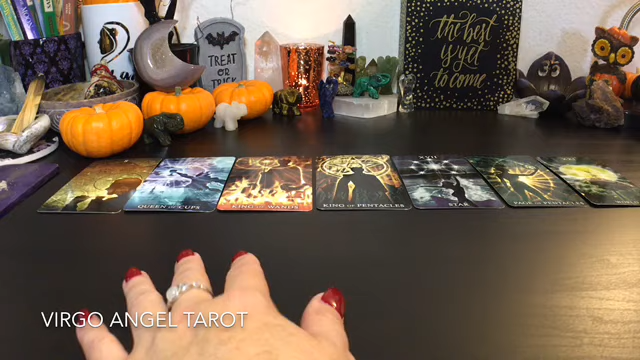 TREAT
OR
TRICK
the best
is yet
to come
QUEEN OF CUPS
KING OF WANDS
KING OF PENTACLES
XVII
STAR
PAGE OF PENTACLES
VIRGO ANGEL TAROT